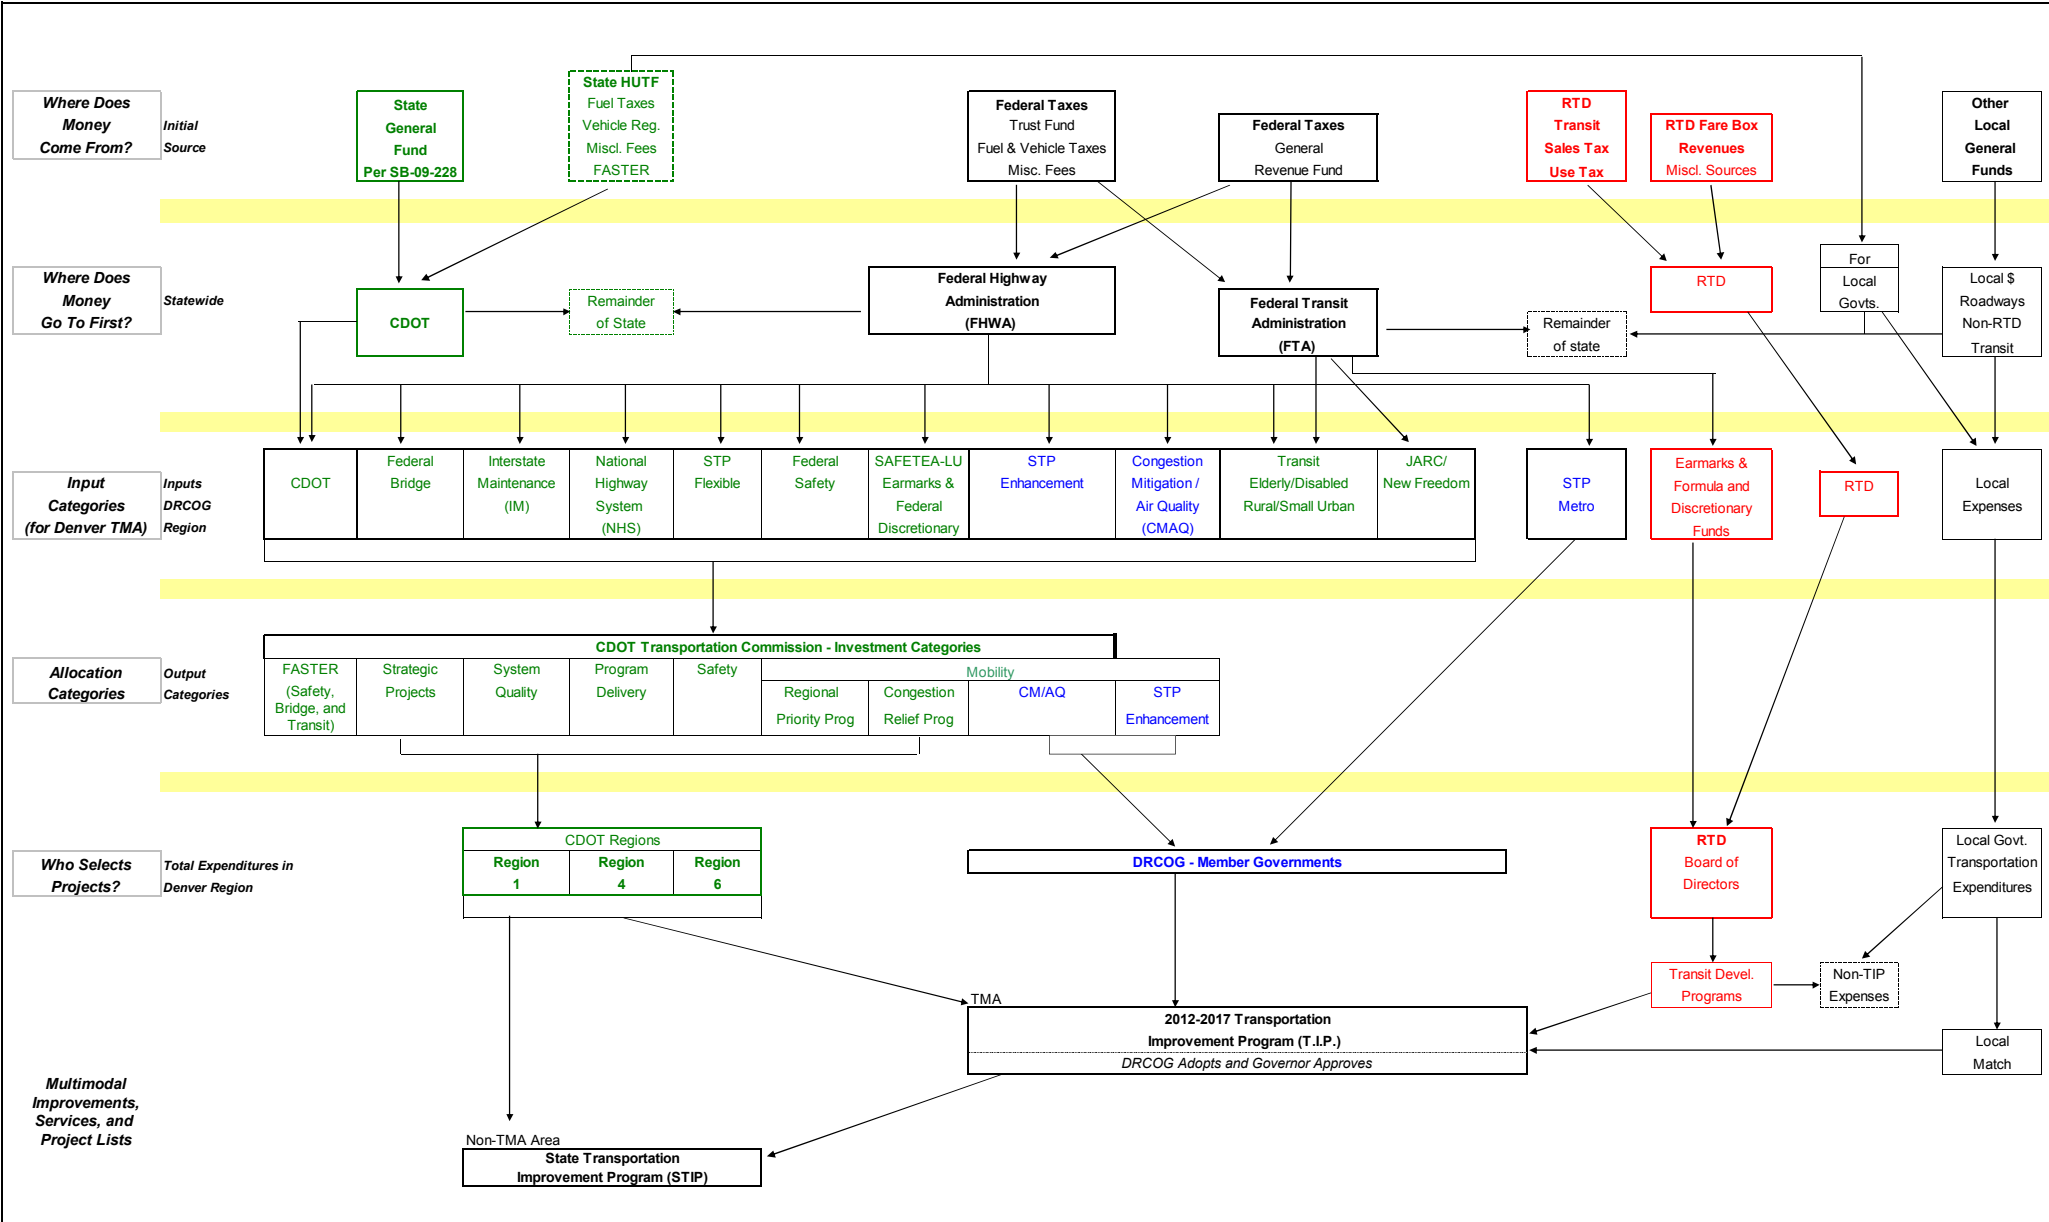 Where Does
Money
Come From?
Initial
Source
State
General
Fund
Per SB-09-228
State HUTF
Fuel Taxes
Vehicle Reg.
Miscl. Fees
FASTER
Federal Taxes
Trust Fund
Fuel & Vehicle Taxes
Misc. Fees
Federal Taxes
General
Revenue Fund
RTD
Transit
Sales Tax
Use Tax
RTD Fare Box
Revenues
Miscl. Sources
Other
Local
General
Funds
Where Does
Money
Go To First?
Statewide
CDOT
Remainder
of State
Federal Highway
Administration
(FHWA)
Federal Transit
Administration
(FTA)
Remainder
of state
RTD
For
Local
Govts.
Local $
Roadways
Non-RTD
Transit
Input
Categories
(for Denver TMA)
Inputs
DRCOG
Region
CDOT
Federal
Bridge
Interstate
Maintenance
(IM)
National
Highway
System
(NHS)
STP
Flexible
Federal
Safety
SAFETEA-LU
Earmarks &
Federal
Discretionary
STP
Enhancement
Congestion
Mitigation /
Air Quality
(CMAQ)
Transit
Elderly/Disabled
Rural/Small Urban
JARC/
New Freedom
STP
Metro
Earmarks &
Formula and
Discretionary
Funds
RTD
Local
Expenses
Allocation
Categories
Output
Categories
CDOT Transportation Commission - Investment Categories
FASTER
(Safety,
Bridge, and
Transit)
Strategic
Projects
System
Quality
Program
Delivery
Safety
Mobility
Regional
Priority Prog
Congestion
Relief Prog
CM/AQ
STP
Enhancement
Who Selects
Projects?
Total Expenditures in
Denver Region
CDOT Regions
Region
1
Region
4
Region
6
DRCOG - Member Governments
RTD
Board of
Directors
Local Govt.
Transportation
Expenditures
Transit Devel.
Programs
Non-TIP
Expenses
TMA
2012-2017 Transportation
Improvement Program (T.I.P.)
DRCOG Adopts and Governor Approves
Local
Match
Multimodal
Improvements,
Services, and
Project Lists
Non-TMA Area
State Transportation
Improvement Program (STIP)